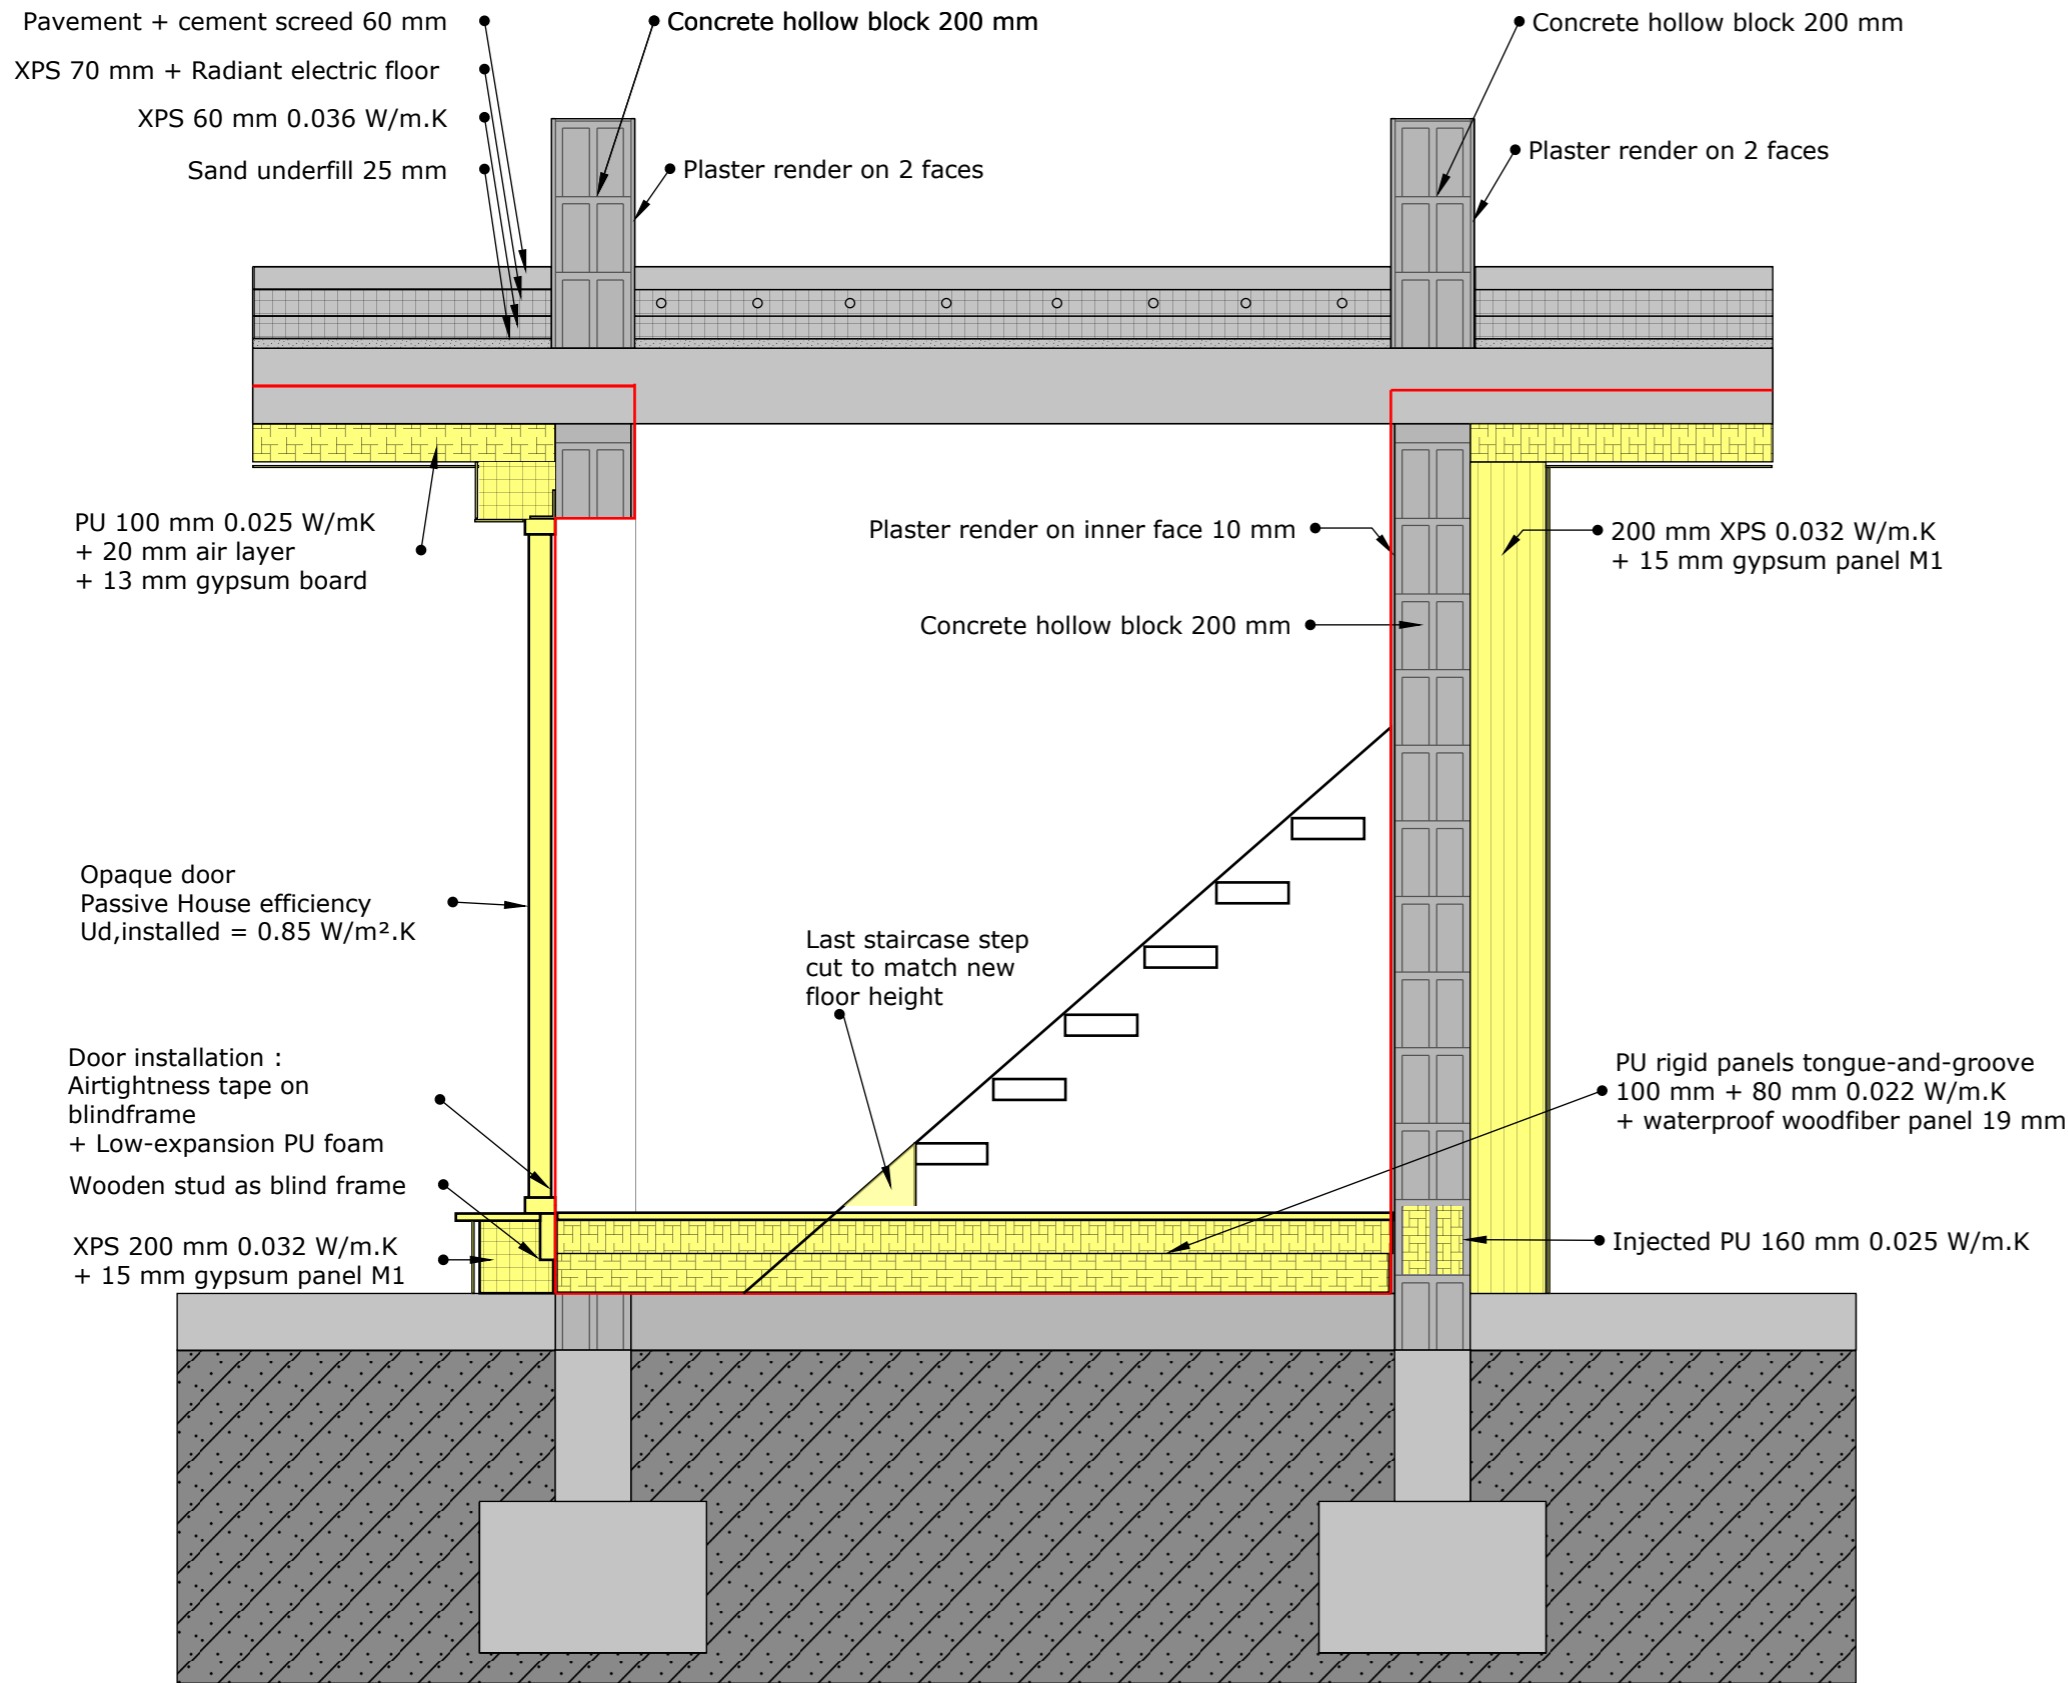 Pavement + cement screed 60 mm
XPS 70 mm + Radiant electric floor
XPS 60 mm 0.036 W/m.K
Sand underfill 25 mm
Concrete hollow block 200 mm
Plaster render on 2 faces
Concrete hollow block 200 mm
Plaster render on 2 faces
PU 100 mm 0.025 W/mK
+ 20 mm air layer
+ 13 mm gypsum board
Plaster render on inner face 10 mm
Concrete hollow block 200 mm
200 mm XPS 0.032 W/m.K
+ 15 mm gypsum panel M1
Opaque door
Passive House efficiency
Ud,installed = 0.85 W/m².K
Last staircase step
cut to match new
floor height
Door installation :
Airtightness tape on
blindframe
+ Low-expansion PU foam
Wooden stud as blind frame
XPS 200 mm 0.032 W/m.K
+ 15 mm gypsum panel M1
PU rigid panels tongue-and-groove
100 mm + 80 mm 0.022 W/m.K
+ waterproof woodfiber panel 19 mm
Injected PU 160 mm 0.025 W/m.K